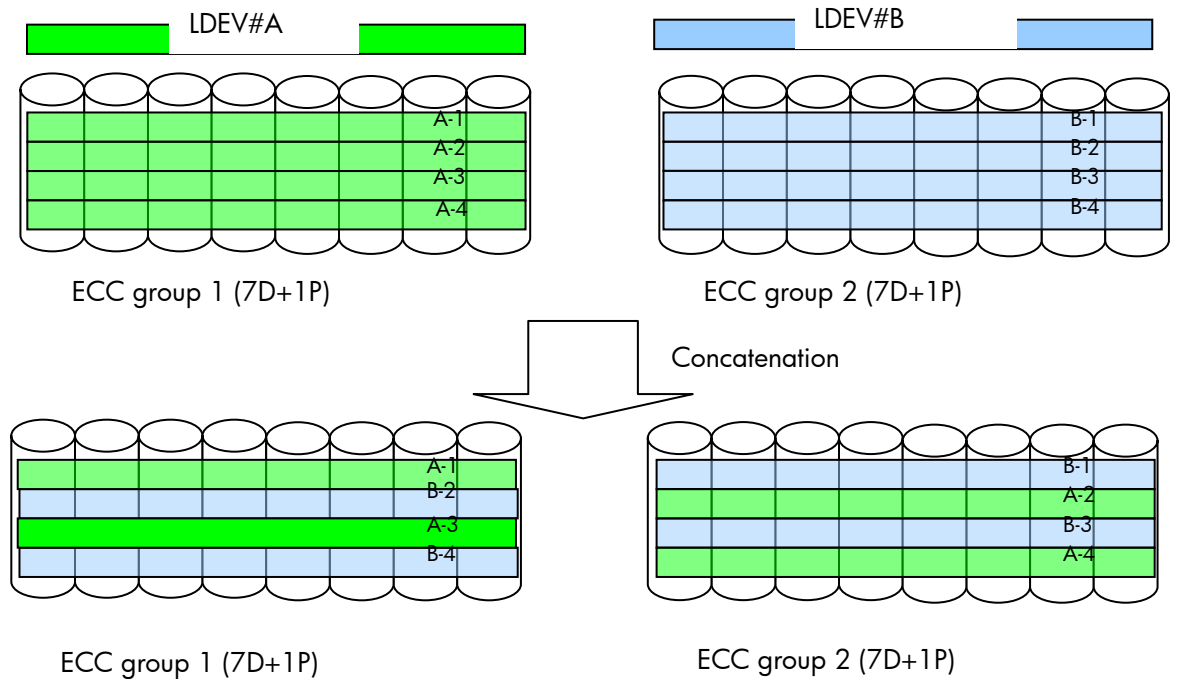 LDEV#A
LDEV#B
A-1
A-2
A-3
A-4
B-1
B-2
B-3
B-4
ECC group 1 (7D+1P)
ECC group 2 (7D+1P)
Concatenation
A-1
B-2
A-3
B-4
B-1
A-2
B-3
A-4
ECC group 1 (7D+1P)
ECC group 2 (7D+1P)